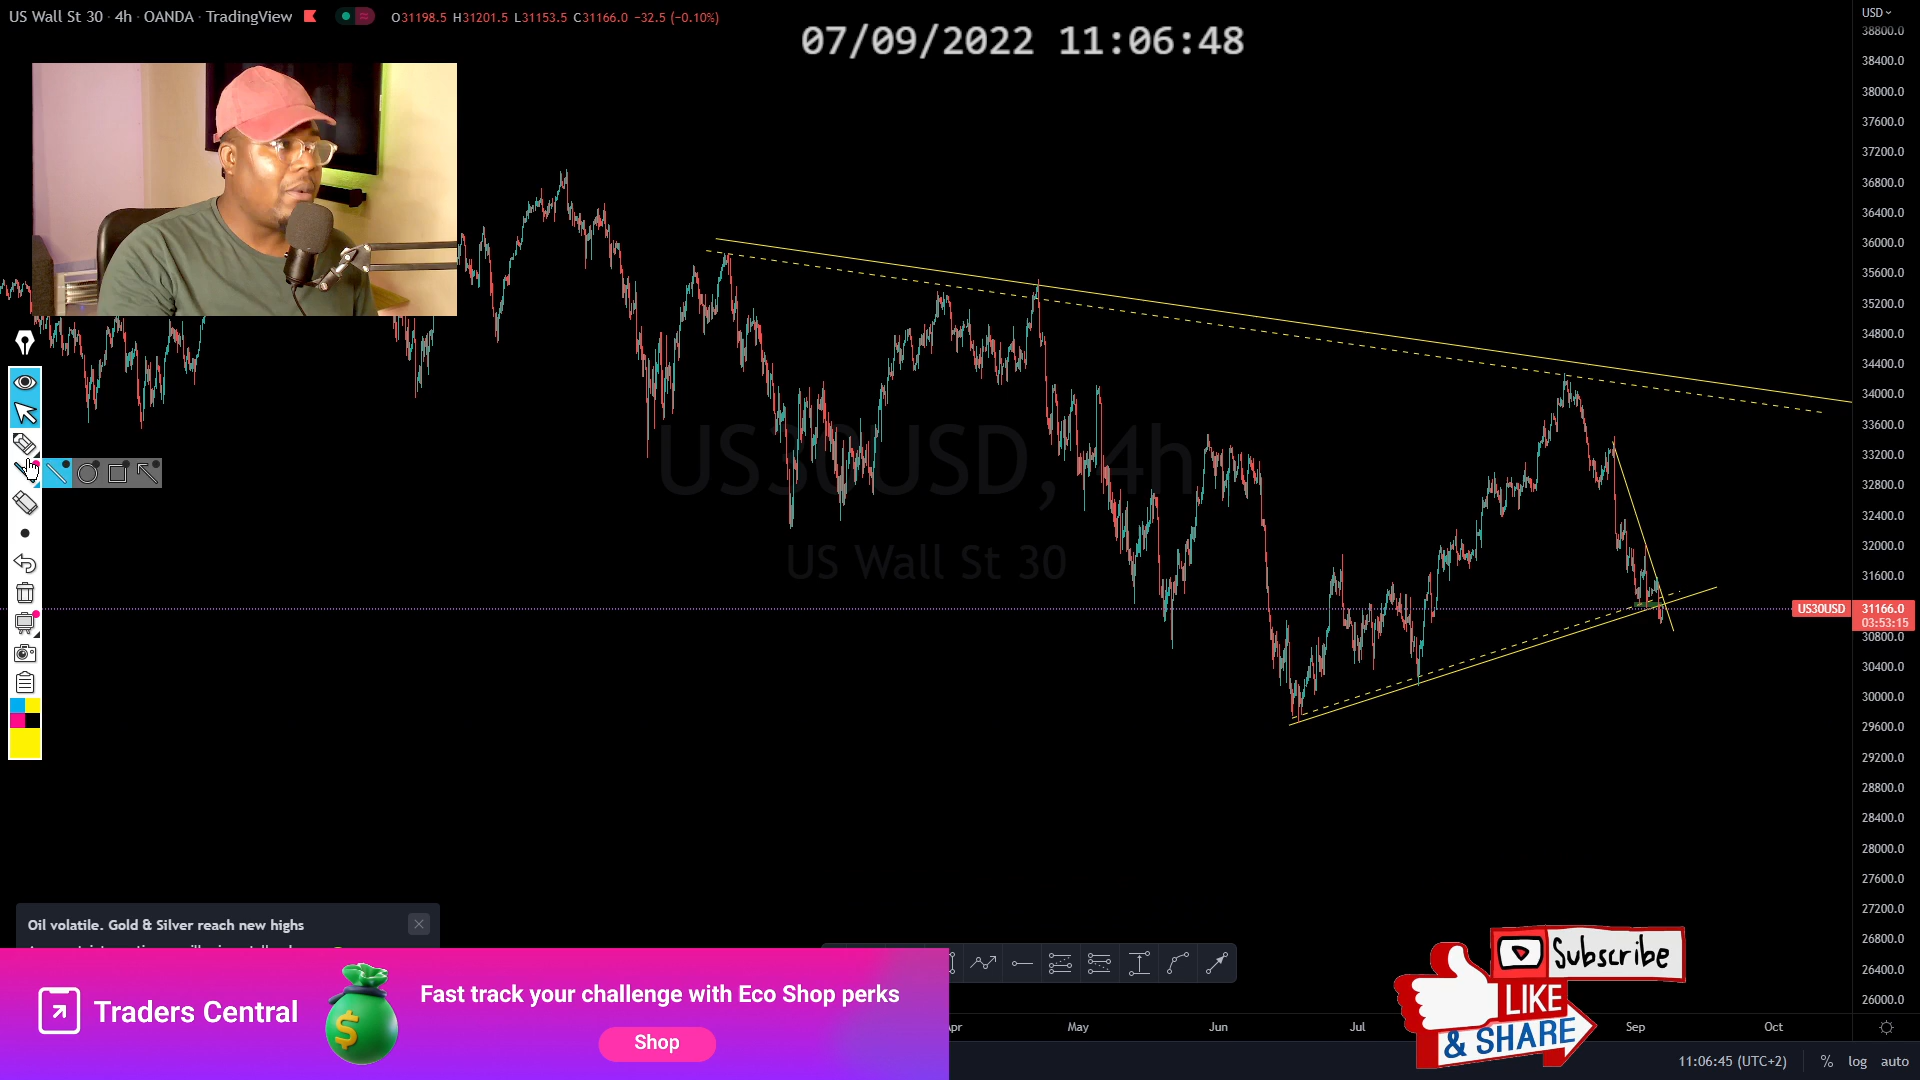 US Wall St 30 · 4h · OANDA · TradingView
O31198.5 H31201.5 L31153.5 C31166.0 −32.5 (−0.10%)
07/09/2022 11:06:48
USD
38800.0
38400.0
38000.0
37600.0
37200.0
36800.0
36400.0
36000.0
35600.0
35200.0
34800.0
34400.0
34000.0
33600.0
33200.0
32800.0
32400.0
32000.0
31600.0
US30USD 31166.0
03:53:15
30800.0
30400.0
30000.0
29600.0
29200.0
28800.0
28400.0
28000.0
27600.0
27200.0
26800.0
26400.0
26000.0
US30USD, 4h
US Wall St 30
Oil volatile. Gold & Silver reach new highs
Traders Central
Fast track your challenge with Eco Shop perks
Shop
Subscribe
LIKE
& SHARE
May Jun Jul Sep Oct
11:06:45 (UTC+2) % log auto